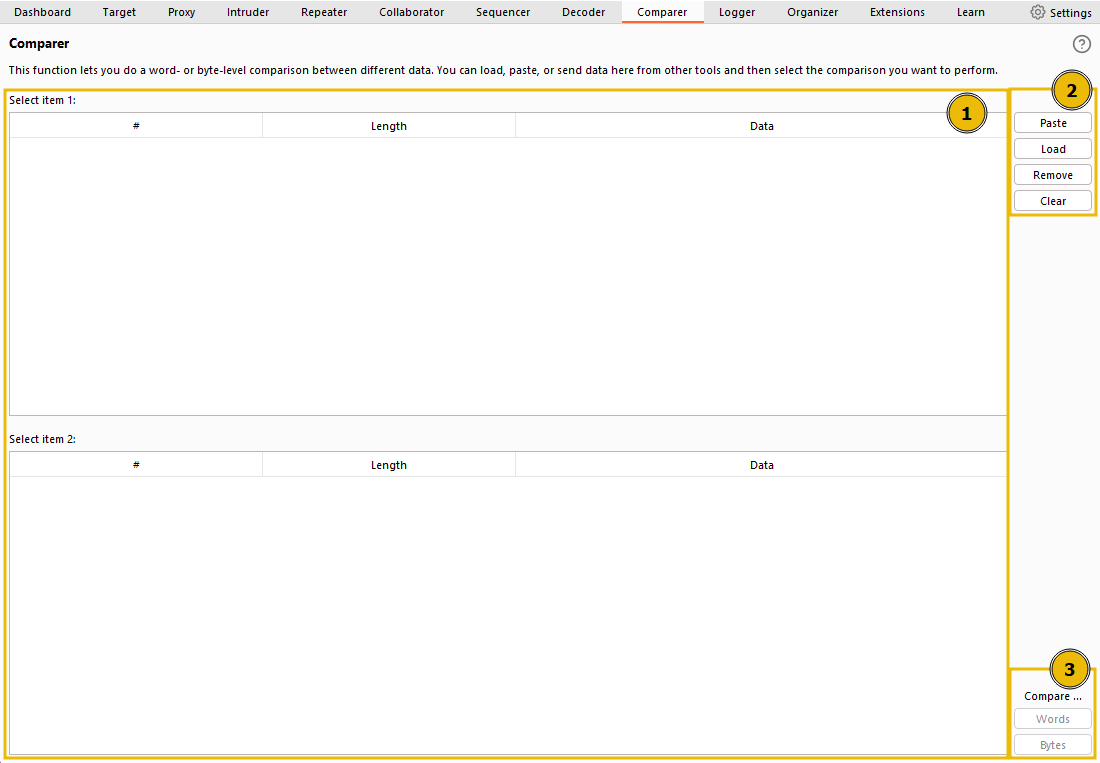 Dashboard Target Proxy Intruder Repeater Collaborator Sequencer Decoder Comparer Logger Organizer Extensions Learn Settings
Comparer
?
This function lets you do a word- or byte-level comparison between different data. You can load, paste, or send data here from other tools and then select the comparison you want to perform.
Select item 1:
1
2
# Length Data
Paste
Load
Remove
Clear
Select item 2:
# Length Data
3
Compare ...
Words
Bytes